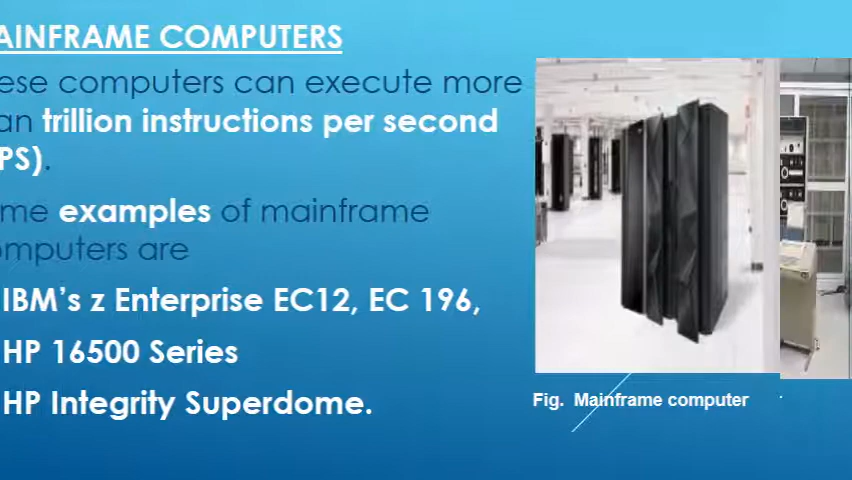 AINFRAME COMPUTERS
ese computers can execute more
an trillion instructions per second
PS).
me examples of mainframe
omputers are
IBM's z Enterprise EC12, EC 196,
HP 16500 Series
HP Integrity Superdome.
Fig. Mainframe computer